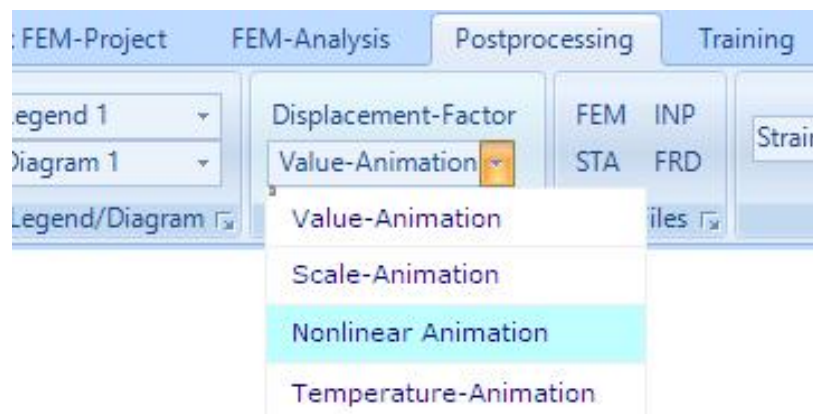 : FEM-Project FEM-Analysis Postprocessing Training
Legend 1 Displacement-Factor FEM INP
Diagram 1 Value-Animation STA FRD Strain
Legend/Diagram
Value-Animation
Scale-Animation
Nonlinear Animation
Temperature-Animation